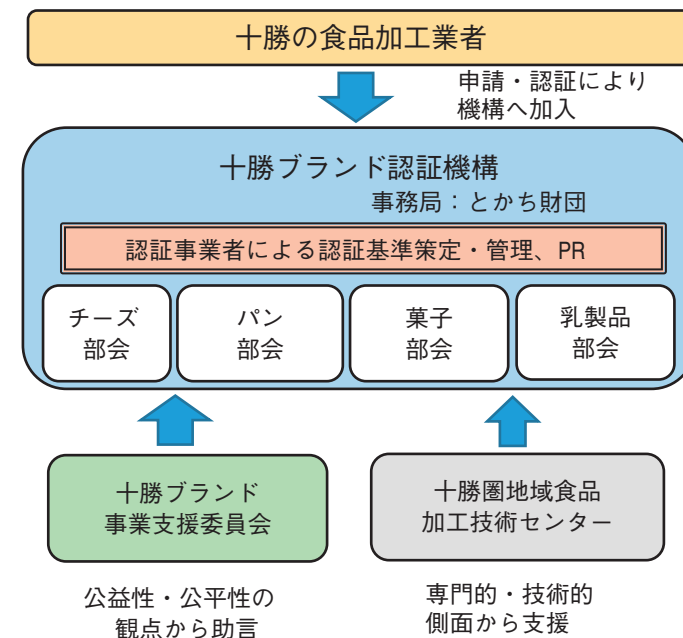 十勝の食品加工業者
申請・認証により
機構へ加入
十勝ブランド認証機構
事務局：とかち財団
認証事業者による認証基準策定・管理、PR
チーズ
部会
パン
部会
菓子
部会
乳製品
部会
十勝ブランド
事業支援委員会
十勝圏地域食品
加工技術センター
公益性・公平性の
観点から助言
専門的・技術的
側面から支援